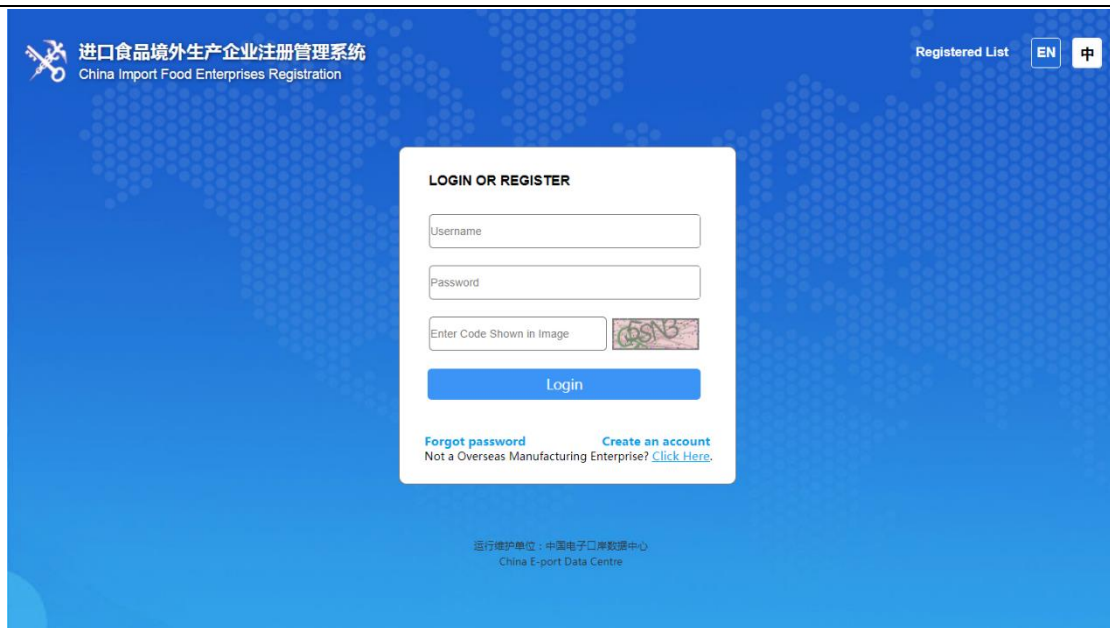 进口食品境外生产企业注册管理系统
China Import Food Enterprises Registration
Registered List EN 中
LOGIN OR REGISTER
Username
Password
Enter Code Shown in Image
Login
Forgot password Create an account
Not a Overseas Manufacturing Enterprise? Click Here.
运行维护单位：中国电子口岸数据中心
China E-port Data Centre